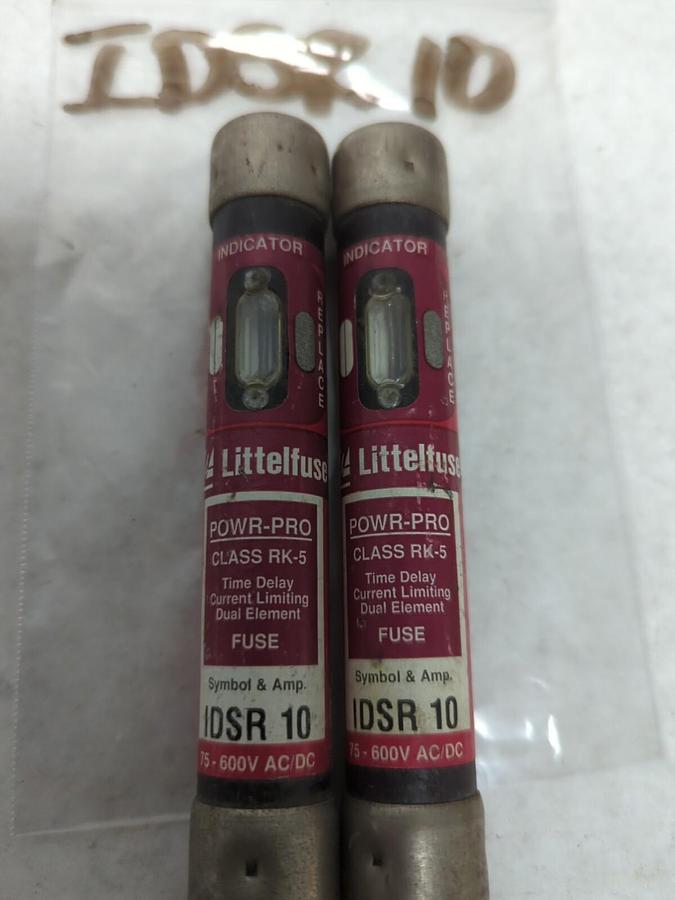 IDSR 10
INDICATOR
REPLACE
Littelfuse
POWR-PRO
CLASS RK-5
Time Delay
Current Limiting
Dual Element
FUSE
Symbol & Amp.
IDSR 10
75-600V AC/DC
INDICATOR
REPLACE
Littelfuse
POWR-PRO
CLASS RK-5
Time Delay
Current Limiting
Dual Element
FUSE
Symbol & Amp.
IDSR 10
75-600V AC/DC